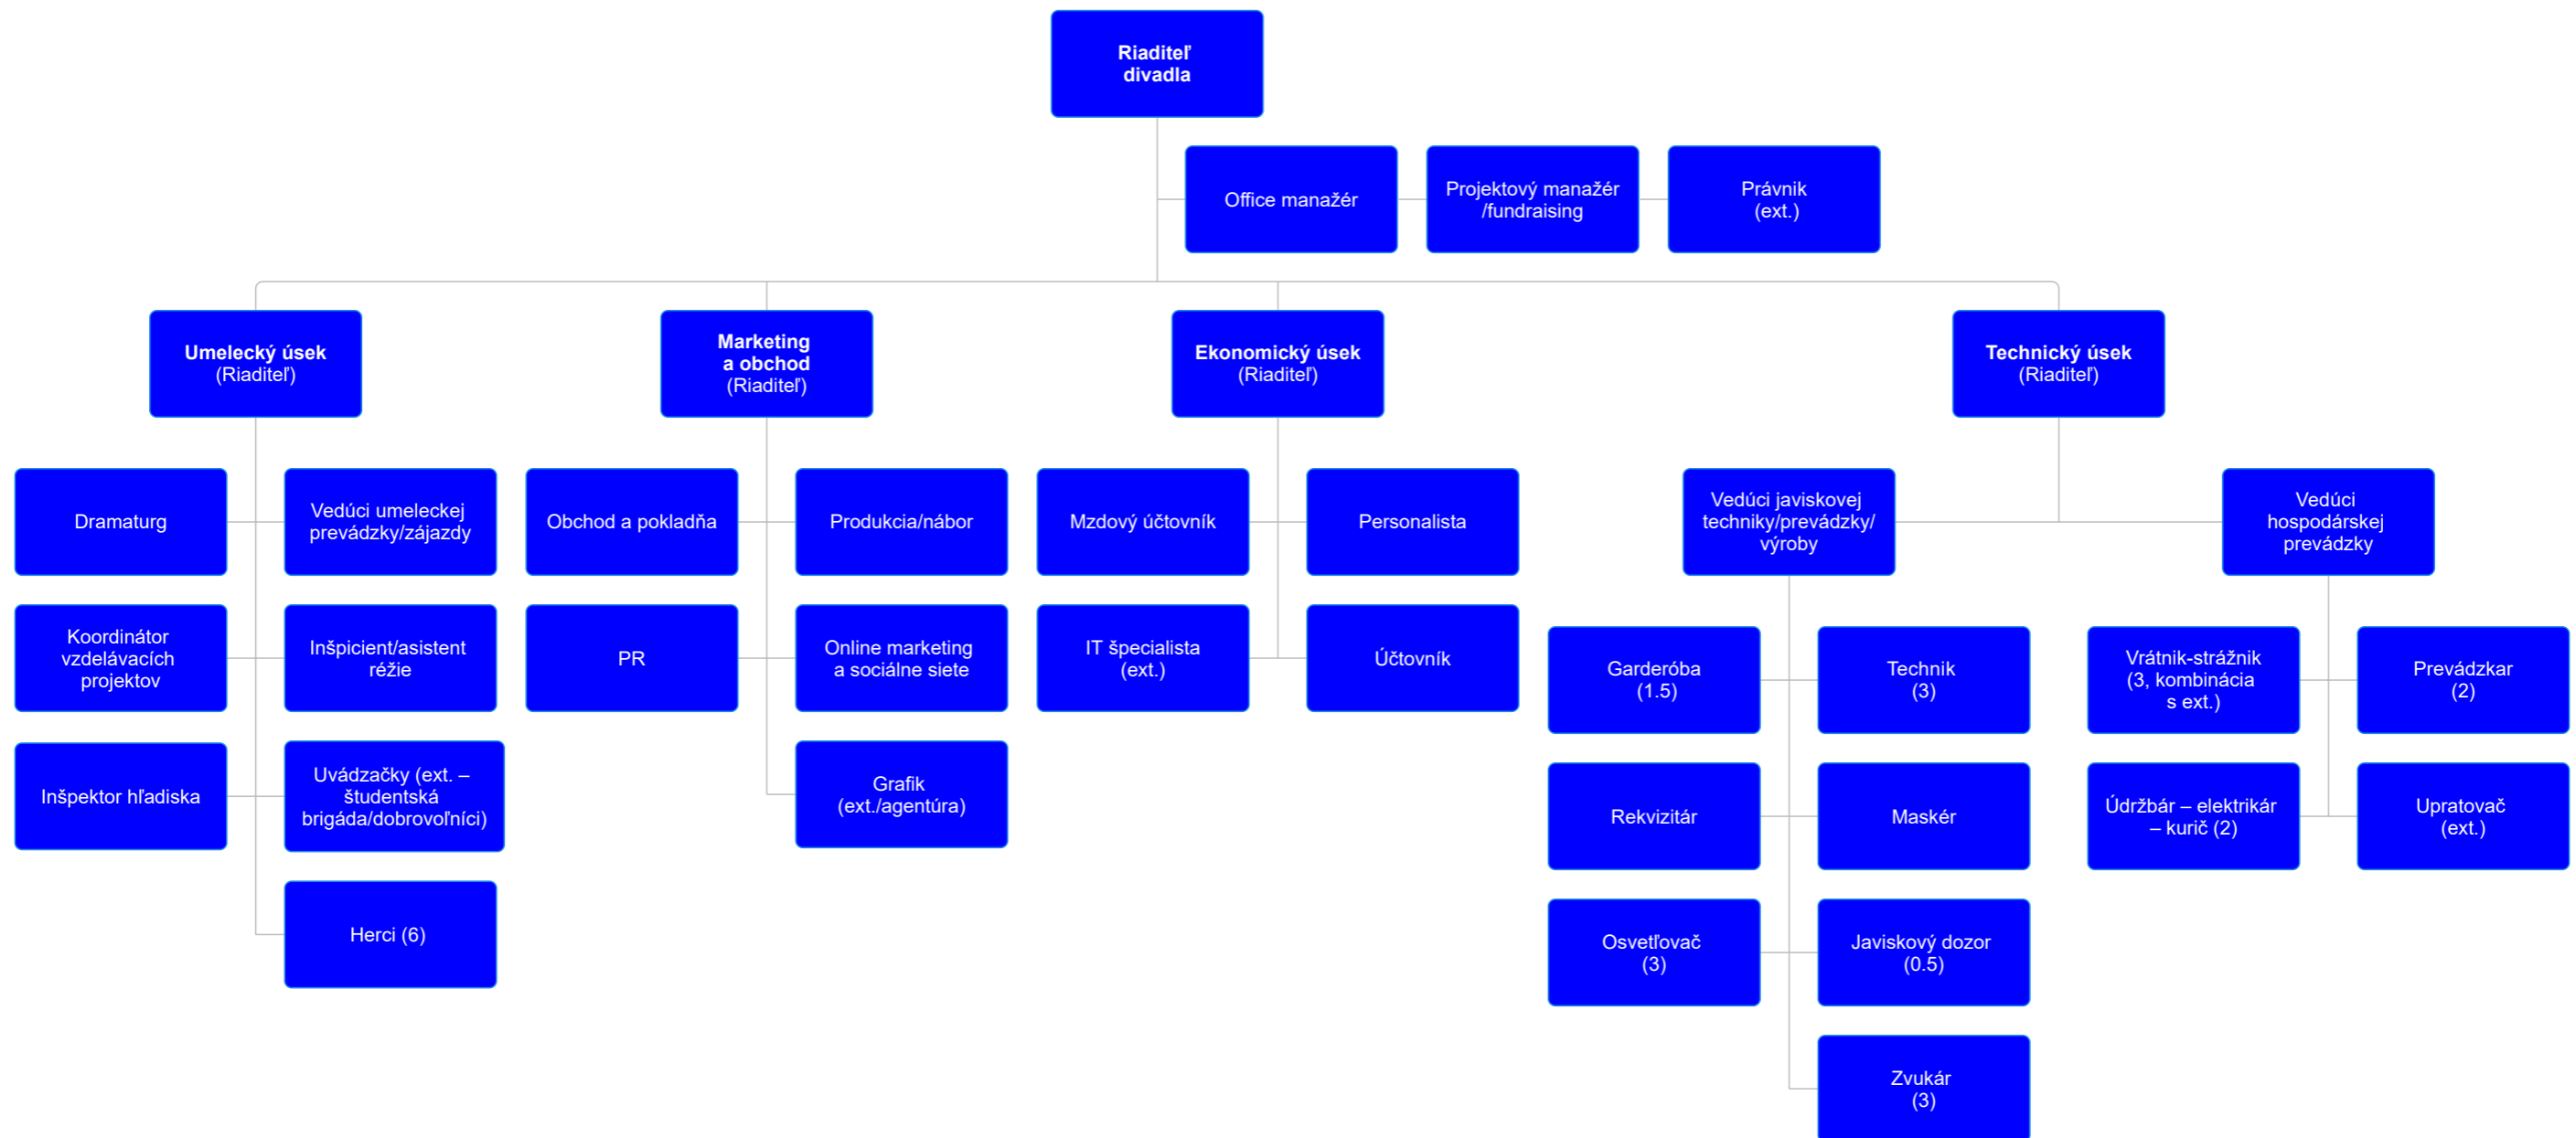 Riaditeľ
divadla
Office manažér
Projektový manažér
/fundraising
Právnik
(ext.)
Umelecký úsek
(Riaditeľ)
Marketing
a obchod
(Riaditeľ)
Ekonomický úsek
(Riaditeľ)
Technický úsek
(Riaditeľ)
Dramaturg
Vedúci umeleckej
prevádzky/zájazdy
Koordinátor
vzdelávacích
projektov
Inšpicient/asistent
réžie
Inšpektor hľadiska
Uvádzačky (ext. –
študentská
brigáda/dobrovoľníci)
Herci (6)
Obchod a pokladňa
Produkcia/nábor
PR
Online marketing
a sociálne siete
Grafik
(ext./agentúra)
Mzdový účtovník
Personalista
IT špecialista
(ext.)
Účtovník
Vedúci javiskovej
techniky/prevádzky/
výroby
Garderóba
(1.5)
Technik
(3)
Rekvizitár
Maskér
Osvetľovač
(3)
Javiskový dozor
(0.5)
Zvukár
(3)
Vedúci
hospodárskej
prevádzky
Vrátnik-strážnik
(3, kombinácia
s ext.)
Prevádzkar
(2)
Údržbár – elektrikár
– kurič (2)
Upratovač
(ext.)